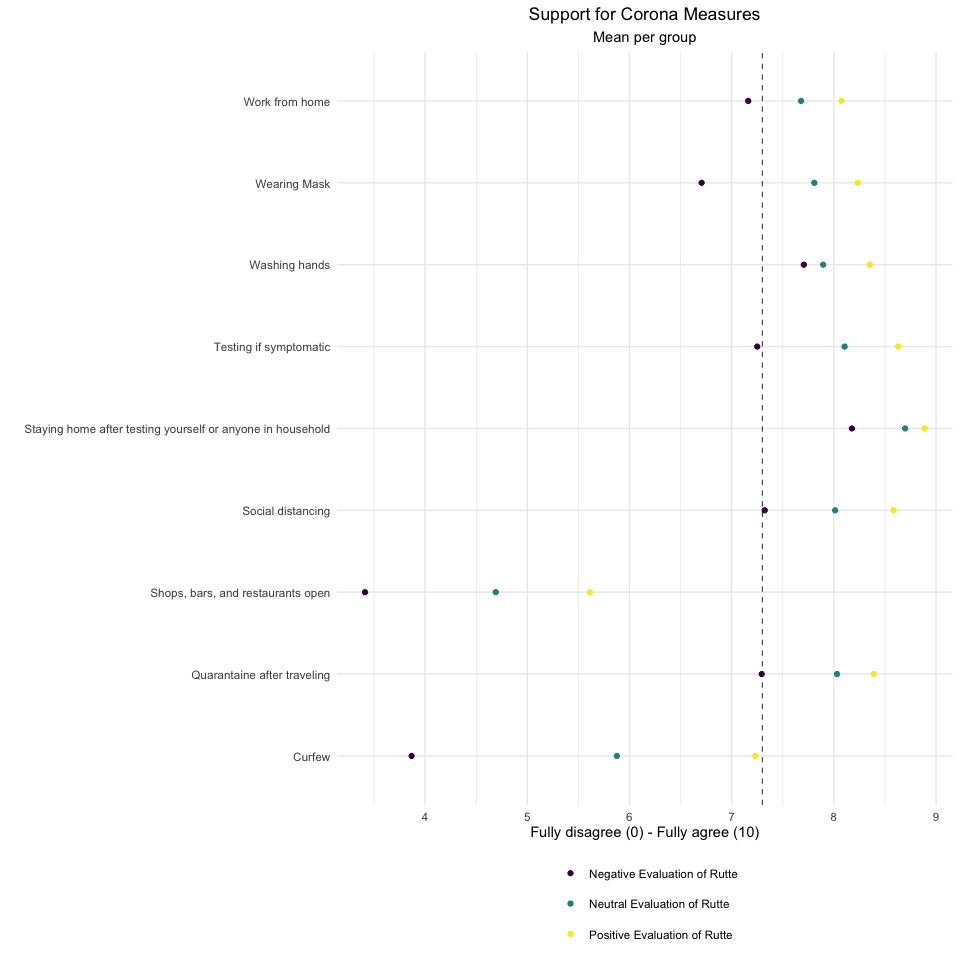 Support for Corona Measures
Mean per group
Work from home
Wearing Mask
Washing hands
Testing if symptomatic
Staying home after testing yourself or anyone in household
Social distancing
Shops, bars, and restaurants open
Quarantaine after traveling
Curfew
4 5 6 7 8 9
Fully disagree (0) - Fully agree (10)
Negative Evaluation of Rutte
Neutral Evaluation of Rutte
Positive Evaluation of Rutte